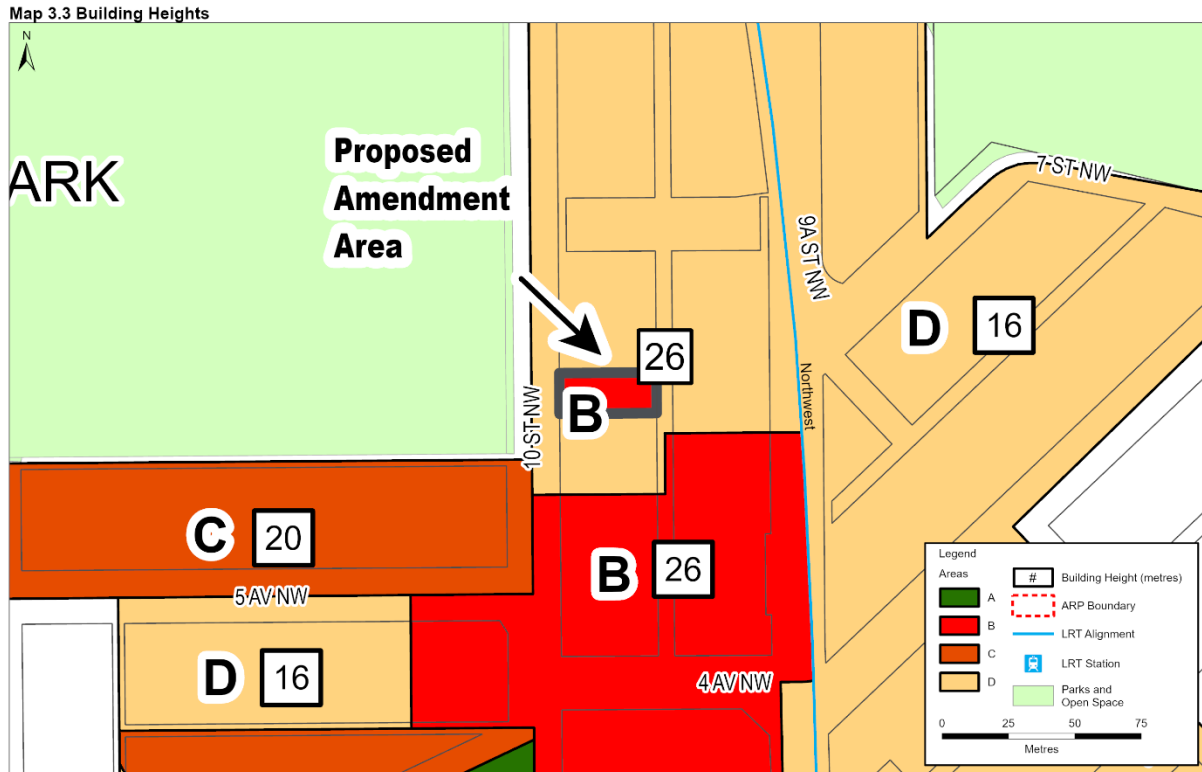 Map 3.3 Building Heights
N
ARK
Proposed
Amendment
Area
7 ST NW
9A ST NW
D 16
26
B
Northwest
10 ST NW
C 20
B 26
5 AV NW
D 16
4 AV NW
Legend
Areas
A
B
C
D
# Building Height (metres)
ARP Boundary
LRT Alignment
LRT Station
Parks and
Open Space
0 25 50 75
Metres